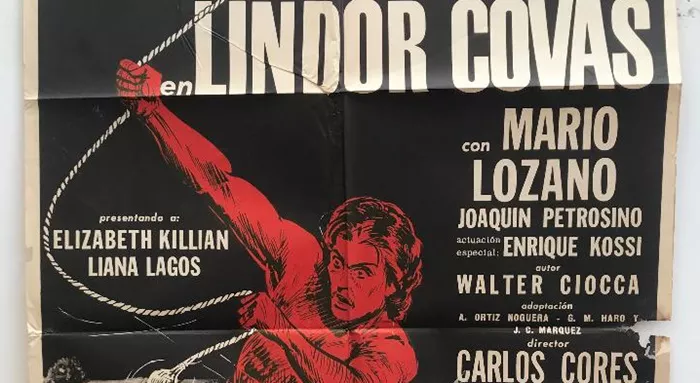 en LINDOR COVAS
con MARIO
LOZANO
JOAQUIN PETROSINO
actuación
especial: ENRIQUE KOSSI
autor
WALTER CIOCCA
adaptación
A. ORTIZ NOGUERA - G. M. HARO Y
J. C. MARQUEZ
director
CARLOS CORES
presentando a:
ELIZABETH KILLIAN
LIANA LAGOS